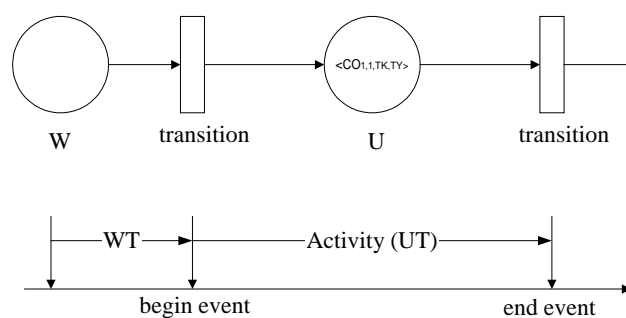 <CO1,1,TK,TY>
W transition U transition
WT Activity (UT)
begin event end event